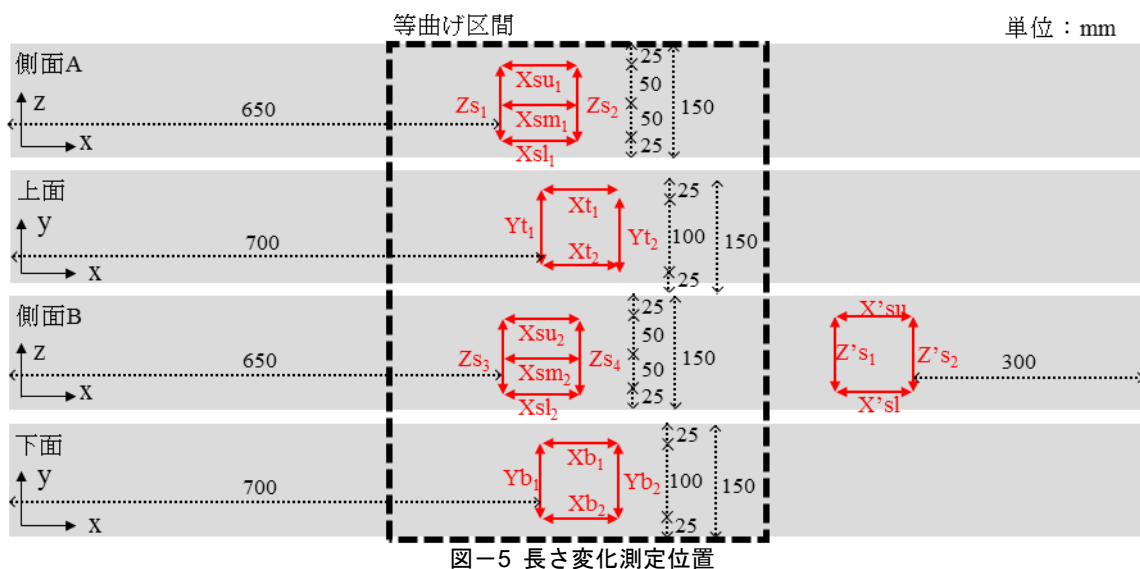 等曲げ区間
単位：mm
側面A
z
x
650
Zs1
Xsu1
Xsm1
Xsl1
Zs2
25
50
50
25
150
上面
y
x
700
Yt1
Xt1
Xt2
Yt2
25
100
25
150
側面B
z
x
650
Zs3
Xsu2
Xsm2
Xsl2
Zs4
25
50
50
25
150
X’su
Z’s1
Z’s2
X’sl
300
下面
y
x
700
Yb1
Xb1
Xb2
Yb2
25
100
25
150
図－5 長さ変化測定位置